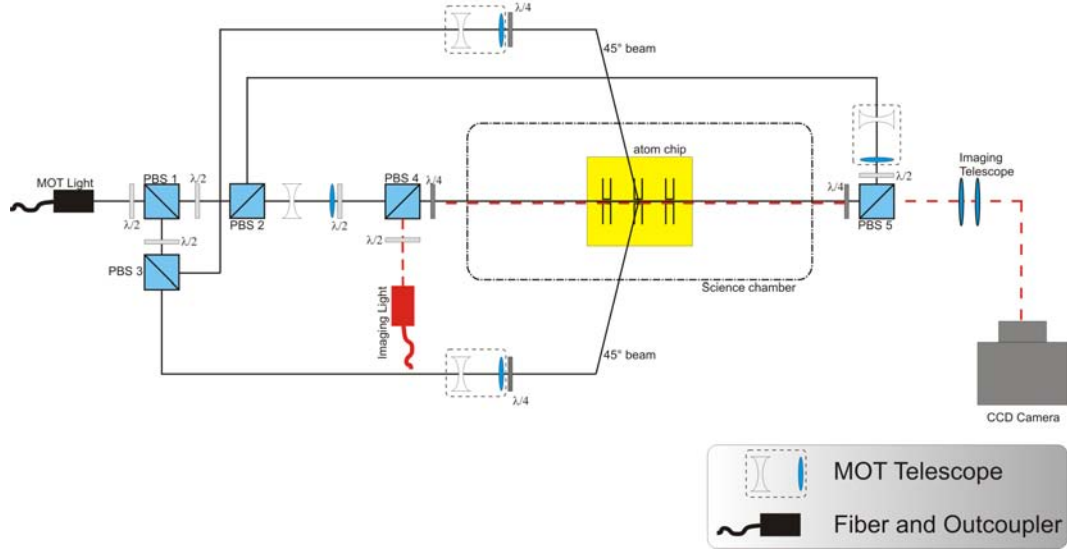 λ/4
45° beam
atom chip
Imaging
Telescope
MOT Light
PBS 1
λ/2
PBS 4
λ/4
λ/2
λ/4
λ/2
PBS 2
λ/2
PBS 5
λ/2
λ/2
PBS 3
Science chamber
Imaging Light
45° beam
λ/4
CCD Camera
MOT Telescope
Fiber and Outcoupler